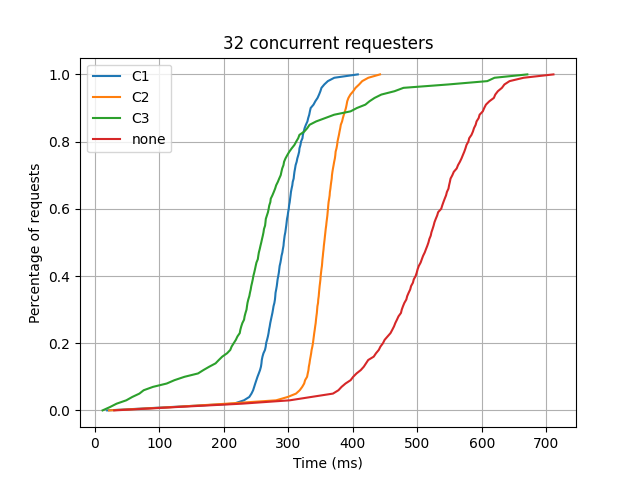 32 concurrent requesters
C1
C2
C3
none
Percentage of requests
1.0
0.8
0.6
0.4
0.2
0.0
0 100 200 300 400 500 600 700
Time (ms)